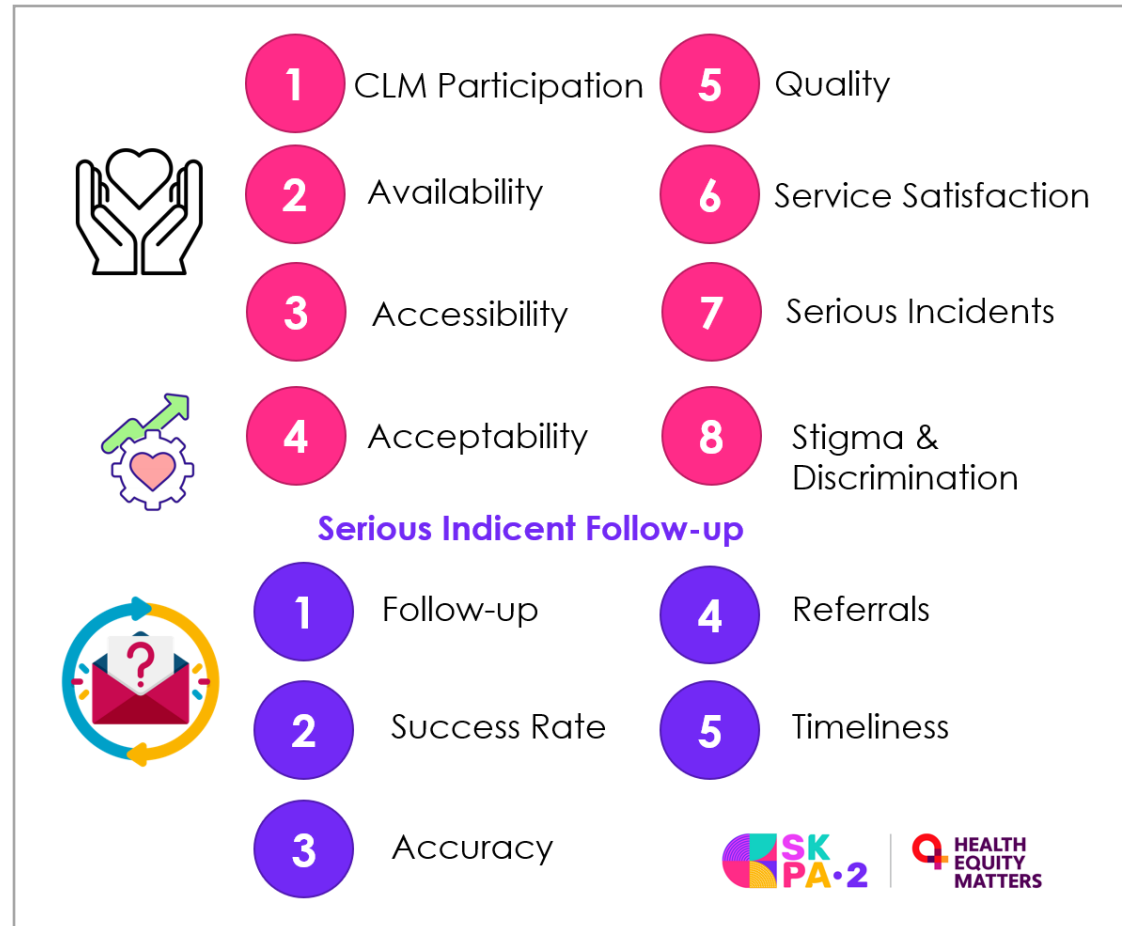 1
CLM Participation
2
Availability
3
Accessibility
4
Acceptability
5
Quality
6
Service Satisfaction
7
Serious Incidents
8
Stigma &
Discrimination
Serious Indicent Follow-up
?
1
Follow-up
2
Success Rate
3
Accuracy
4
Referrals
5
Timeliness
SK
PA·2
HEALTH
EQUITY
MATTERS